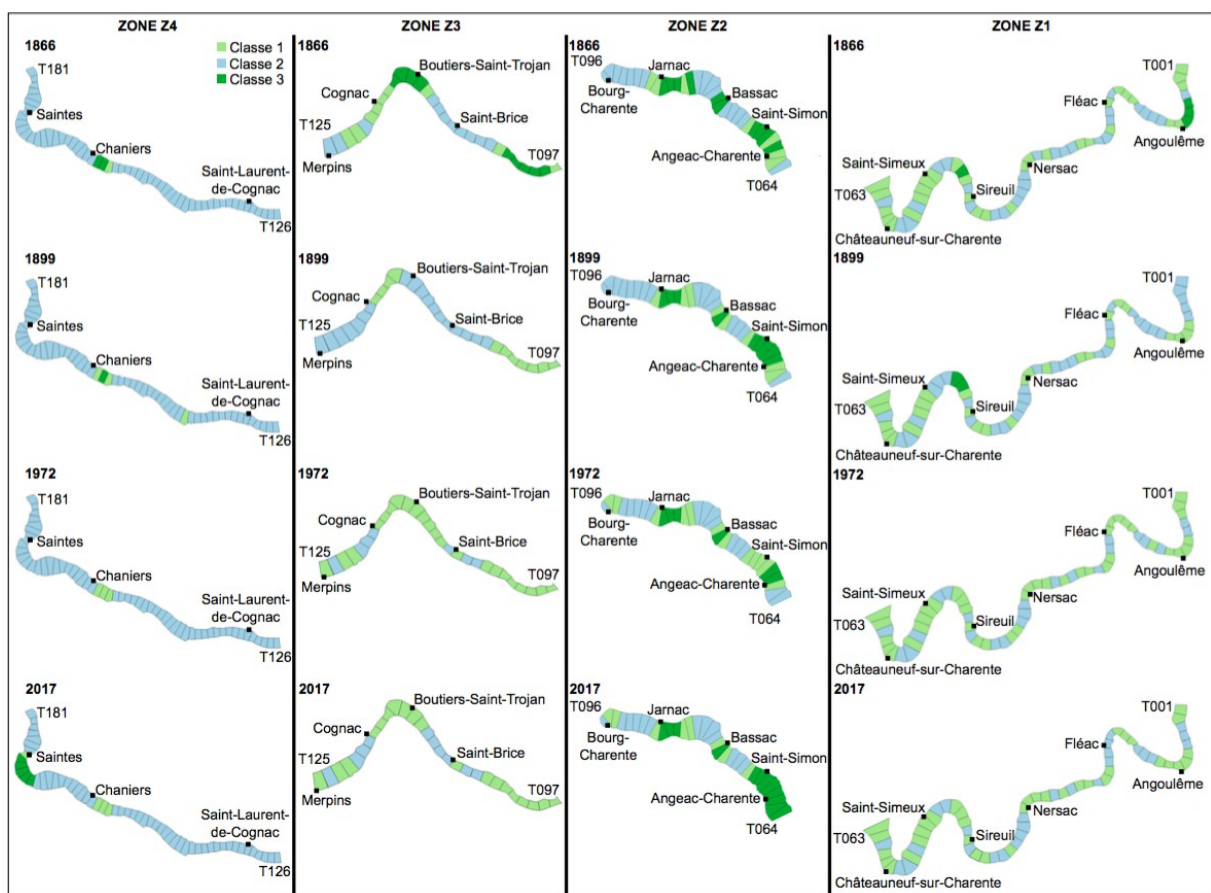 ZONE Z4
ZONE Z3
ZONE Z2
ZONE Z1
1866
T181
Classe 1
Classe 2
Classe 3
Saintes
Chaniers
Saint-Laurent-
de-Cognac
T126
1866
Boutiers-Saint-Trojan
Cognac
T125
Saint-Brice
Merpins
T097
1866
T096
Jarnac
Bourg-
Charente
Bassac
Saint-Simon
Angeac-Charente
T064
1866
T001
Fléac
Angoulême
Saint-Simeux
Nersac
T063
Sireuil
Châteauneuf-sur-Charente
1899
T181
Saintes
Chaniers
Saint-Laurent-
de-Cognac
T126
1899
Boutiers-Saint-Trojan
Cognac
T125
Saint-Brice
Merpins
T097
1899
T096
Jarnac
Bourg-
Charente
Bassac
Saint-Simon
Angeac-Charente
T064
1899
T001
Fléac
Angoulême
Saint-Simeux
Nersac
T063
Sireuil
Châteauneuf-sur-Charente
1972
T181
Saintes
Chaniers
Saint-Laurent-
de-Cognac
T126
1972
Boutiers-Saint-Trojan
Cognac
T125
Saint-Brice
Merpins
T097
1972
T096
Jarnac
Bourg-
Charente
Bassac
Saint-Simon
Angeac-Charente
T064
1972
T001
Fléac
Angoulême
Saint-Simeux
Nersac
T063
Sireuil
Châteauneuf-sur-Charente
2017
T181
Saintes
Chaniers
Saint-Laurent-
de-Cognac
T126
2017
Boutiers-Saint-Trojan
Cognac
T125
Saint-Brice
Merpins
T097
2017
T096
Jarnac
Bourg-
Charente
Bassac
Saint-Simon
Angeac-Charente
T064
2017
T001
Fléac
Angoulême
Saint-Simeux
Nersac
T063
Sireuil
Châteauneuf-sur-Charente